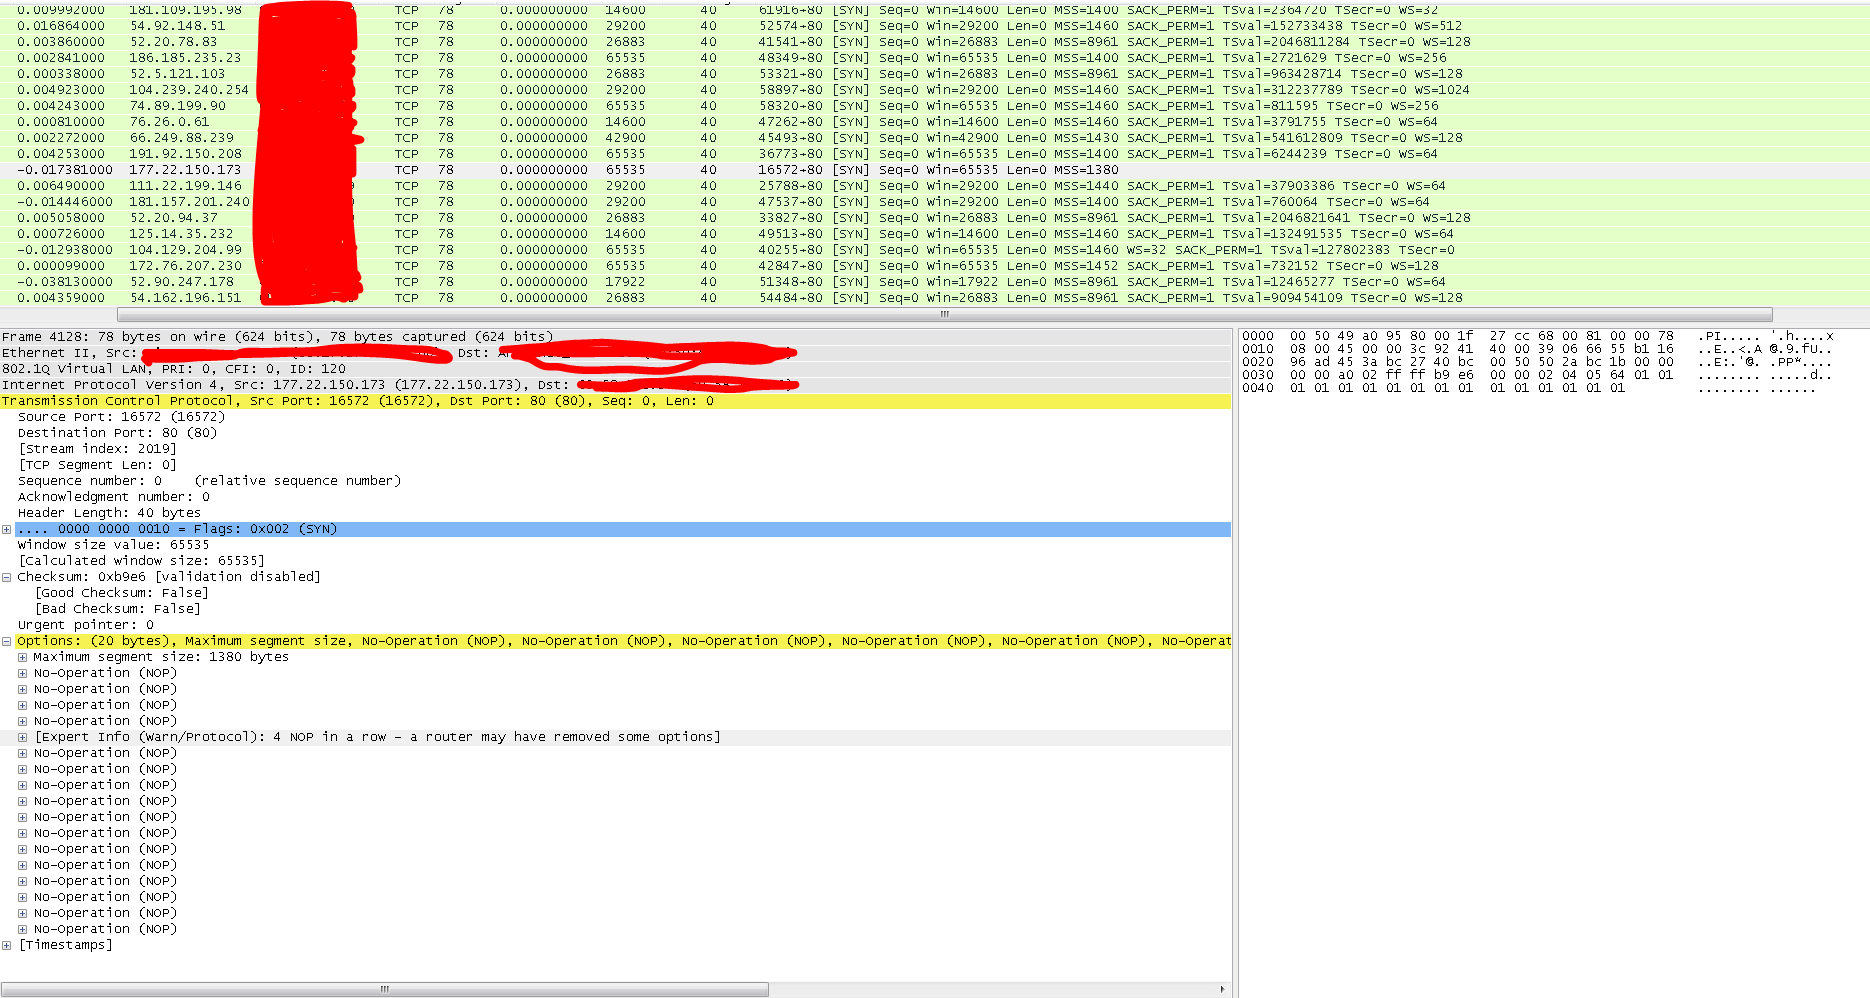 0.009992000 181.109.195.98 TCP 78 0.000000000 14600 40 61916→80 [SYN] Seq=0 Win=14600 Len=0 MSS=1400 SACK_PERM=1 TSval=2364720 TSecr=0 WS=32
0.016864000 54.92.148.51 TCP 78 0.000000000 29200 40 52574→80 [SYN] Seq=0 Win=29200 Len=0 MSS=1460 SACK_PERM=1 TSval=152733438 TSecr=0 WS=512
0.003860000 52.20.78.83 TCP 78 0.000000000 26883 40 41541→80 [SYN] Seq=0 Win=26883 Len=0 MSS=8961 SACK_PERM=1 TSval=2046811284 TSecr=0 WS=128
0.002841000 186.185.235.23 TCP 78 0.000000000 65535 40 48349→80 [SYN] Seq=0 Win=65535 Len=0 MSS=1400 SACK_PERM=1 TSval=2721629 TSecr=0 WS=256
0.000338000 52.5.121.103 TCP 78 0.000000000 26883 40 53321→80 [SYN] Seq=0 Win=26883 Len=0 MSS=8961 SACK_PERM=1 TSval=963428714 TSecr=0 WS=128
0.004923000 104.239.240.254 TCP 78 0.000000000 29200 40 58897→80 [SYN] Seq=0 Win=29200 Len=0 MSS=1460 SACK_PERM=1 TSval=312237789 TSecr=0 WS=1024
0.004243000 74.89.199.90 TCP 78 0.000000000 65535 40 58320→80 [SYN] Seq=0 Win=65535 Len=0 MSS=1460 SACK_PERM=1 TSval=811595 TSecr=0 WS=256
0.000810000 76.26.0.61 TCP 78 0.000000000 14600 40 47262→80 [SYN] Seq=0 Win=14600 Len=0 MSS=1460 SACK_PERM=1 TSval=3791755 TSecr=0 WS=64
0.002272000 66.249.88.239 TCP 78 0.000000000 42900 40 45493→80 [SYN] Seq=0 Win=42900 Len=0 MSS=1430 SACK_PERM=1 TSval=541612809 TSecr=0 WS=128
0.004253000 191.92.150.208 TCP 78 0.000000000 65535 40 36773→80 [SYN] Seq=0 Win=65535 Len=0 MSS=1400 SACK_PERM=1 TSval=6244239 TSecr=0 WS=64
-0.017381000 177.22.150.173 TCP 78 0.000000000 65535 40 16572→80 [SYN] Seq=0 Win=65535 Len=0 MSS=1380
0.006490000 111.22.199.146 TCP 78 0.000000000 29200 40 25788→80 [SYN] Seq=0 Win=29200 Len=0 MSS=1440 SACK_PERM=1 TSval=37903386 TSecr=0 WS=64
-0.014446000 181.157.201.240 TCP 78 0.000000000 29200 40 47537→80 [SYN] Seq=0 Win=29200 Len=0 MSS=1400 SACK_PERM=1 TSval=760064 TSecr=0 WS=64
0.005058000 52.20.94.37 TCP 78 0.000000000 26883 40 33827→80 [SYN] Seq=0 Win=26883 Len=0 MSS=8961 SACK_PERM=1 TSval=2046821641 TSecr=0 WS=128
0.000726000 125.14.35.232 TCP 78 0.000000000 14600 40 49513→80 [SYN] Seq=0 Win=14600 Len=0 MSS=1460 SACK_PERM=1 TSval=132491535 TSecr=0 WS=64
-0.012938000 104.129.204.99 TCP 78 0.000000000 65535 40 40255→80 [SYN] Seq=0 Win=65535 Len=0 MSS=1460 WS=32 SACK_PERM=1 TSval=127802383 TSecr=0
0.000099000 172.76.207.230 TCP 78 0.000000000 65535 40 42847→80 [SYN] Seq=0 Win=65535 Len=0 MSS=1452 SACK_PERM=1 TSval=732152 TSecr=0 WS=128
-0.038130000 52.90.247.178 TCP 78 0.000000000 17922 40 51348→80 [SYN] Seq=0 Win=17922 Len=0 MSS=8961 SACK_PERM=1 TSval=12465277 TSecr=0 WS=64
0.004359000 54.162.196.151 TCP 78 0.000000000 26883 40 54484→80 [SYN] Seq=0 Win=26883 Len=0 MSS=8961 SACK_PERM=1 TSval=909454109 TSecr=0 WS=128
Frame 4128: 78 bytes on wire (624 bits), 78 bytes captured (624 bits)
Ethernet II, Src: Dst:
802.1Q Virtual LAN, PRI: 0, CFI: 0, ID: 120
Internet Protocol Version 4, Src: 177.22.150.173 (177.22.150.173), Dst:
Transmission Control Protocol, Src Port: 16572 (16572), Dst Port: 80 (80), Seq: 0, Len: 0
Source Port: 16572 (16572)
Destination Port: 80 (80)
[Stream index: 2019]
[TCP Segment Len: 0]
Sequence number: 0 (relative sequence number)
Acknowledgment number: 0
Header Length: 40 bytes
.... 0000 0000 0010 = Flags: 0x002 (SYN)
Window size value: 65535
[Calculated window size: 65535]
Checksum: 0xb9e6 [validation disabled]
[Good Checksum: False]
[Bad Checksum: False]
Urgent pointer: 0
Options: (20 bytes), Maximum segment size, No-Operation (NOP), No-Operation (NOP), No-Operation (NOP), No-Operation (NOP), No-Operation (NOP), No-Operat
Maximum segment size: 1380 bytes
No-Operation (NOP)
No-Operation (NOP)
No-Operation (NOP)
No-Operation (NOP)
[Expert Info (Warn/Protocol): 4 NOP in a row - a router may have removed some options]
No-Operation (NOP)
No-Operation (NOP)
No-Operation (NOP)
No-Operation (NOP)
No-Operation (NOP)
No-Operation (NOP)
No-Operation (NOP)
No-Operation (NOP)
No-Operation (NOP)
No-Operation (NOP)
No-Operation (NOP)
No-Operation (NOP)
[Timestamps]
0000 00 50 49 a0 95 80 00 1f 27 cc 68 00 81 00 00 78 .PI..... '.h....x
0010 08 00 45 00 00 3c 92 41 40 00 39 06 66 55 b1 16 ..E..<.A @.9.fU..
0020 96 ad 45 3a bc 27 40 bc 00 50 50 2a bc 1b 00 00 ..E:.'@. .PP*....
0030 00 00 a0 02 ff ff b9 e6 00 00 02 04 05 64 01 01 ........ .....d..
0040 01 01 01 01 01 01 01 01 01 01 01 01 01 01 ........ ......